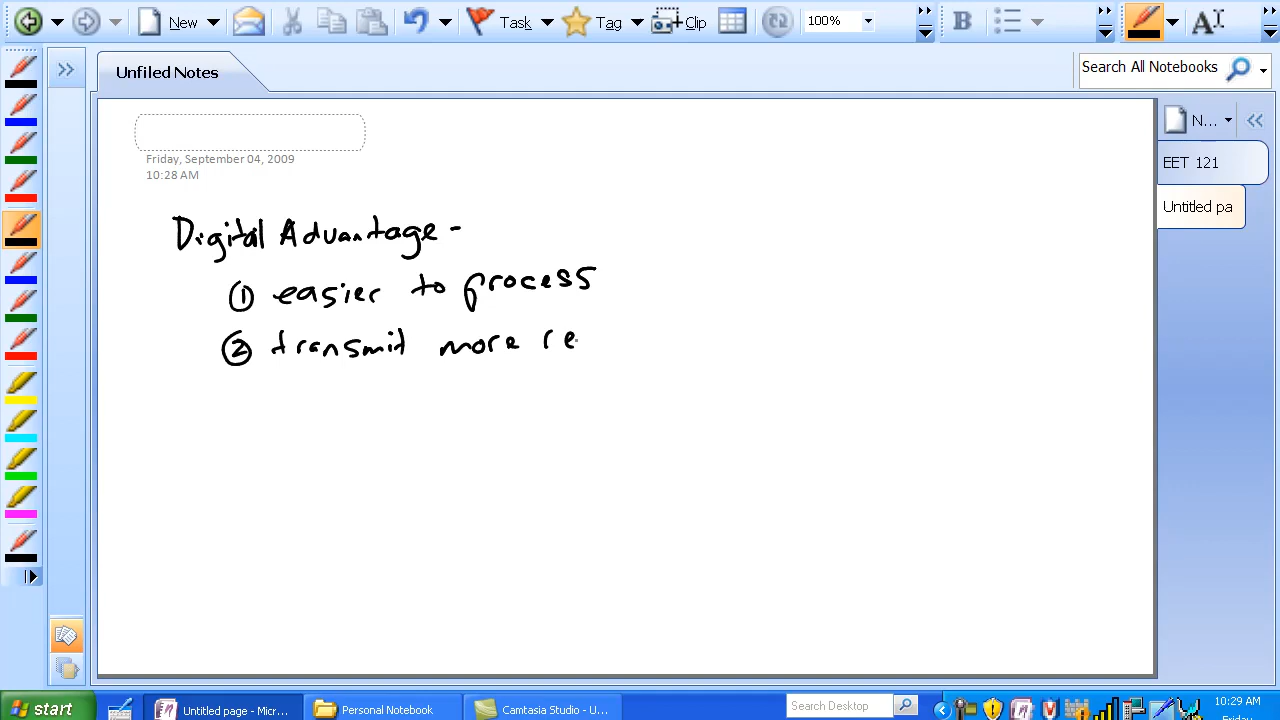 New
Task
Tag
Clip
100%
B
A
Unfiled Notes
Search All Notebooks
Friday, September 04, 2009
10:28 AM
N...
EET 121
Untitled pa
Digital Advantage -
① easier to process
② transmit more re
start
Untitled page - Micr...
Personal Notebook
Camtasia Studio - U...
Search Desktop
10:29 AM
Friday